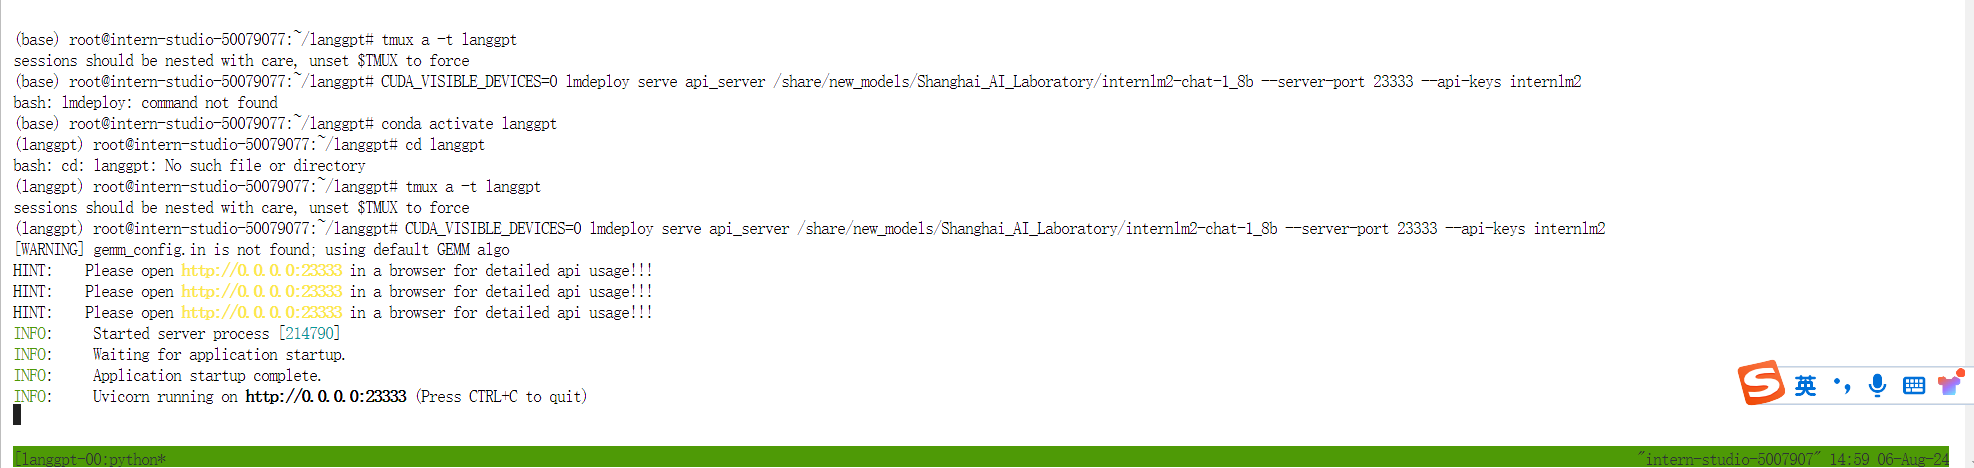 (base) root@intern-studio-50079077:~/langgpt# tmux a -t langgpt
sessions should be nested with care, unset $TMUX to force
(base) root@intern-studio-50079077:~/langgpt# CUDA_VISIBLE_DEVICES=0 lmdeploy serve api_server /share/new_models/Shanghai_AI_Laboratory/internlm2-chat-1_8b --server-port 23333 --api-keys internlm2
bash: lmdeploy: command not found
(base) root@intern-studio-50079077:~/langgpt# conda activate langgpt
(langgpt) root@intern-studio-50079077:~/langgpt# cd langgpt
bash: cd: langgpt: No such file or directory
(langgpt) root@intern-studio-50079077:~/langgpt# tmux a -t langgpt
sessions should be nested with care, unset $TMUX to force
(langgpt) root@intern-studio-50079077:~/langgpt# CUDA_VISIBLE_DEVICES=0 lmdeploy serve api_server /share/new_models/Shanghai_AI_Laboratory/internlm2-chat-1_8b --server-port 23333 --api-keys internlm2
[WARNING] gemm_config.in is not found; using default GEMM algo
HINT:    Please open http://0.0.0.0:23333 in a browser for detailed api usage!!!
HINT:    Please open http://0.0.0.0:23333 in a browser for detailed api usage!!!
HINT:    Please open http://0.0.0.0:23333 in a browser for detailed api usage!!!
INFO:     Started server process [214790]
INFO:     Waiting for application startup.
INFO:     Application startup complete.
INFO:     Uvicorn running on http://0.0.0.0:23333 (Press CTRL+C to quit)
S 英
[langgpt-00:python* "intern-studio-5007907" 14:59 06-Aug-24